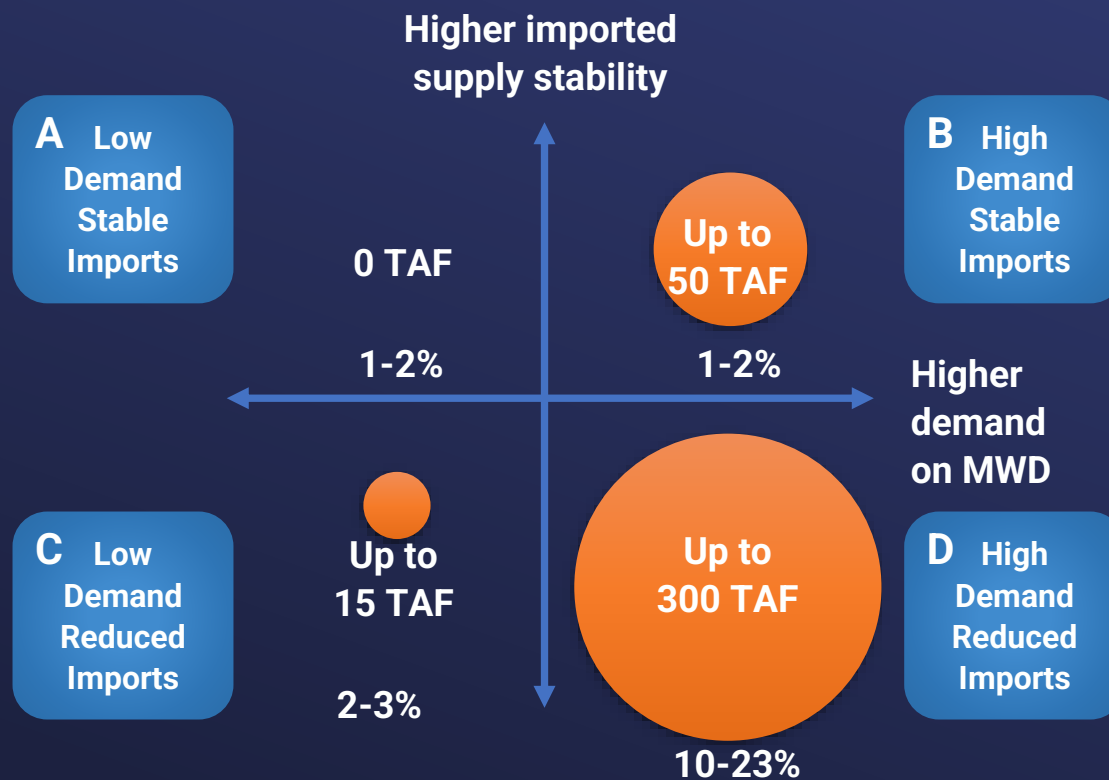 Higher imported
supply stability
A Low
Demand
Stable
Imports
B High
Demand
Stable
Imports
0 TAF
Up to
50 TAF
1-2%
1-2%
Higher
demand
on MWD
C Low
Demand
Reduced
Imports
Up to
15 TAF
Up to
300 TAF
D High
Demand
Reduced
Imports
2-3%
10-23%